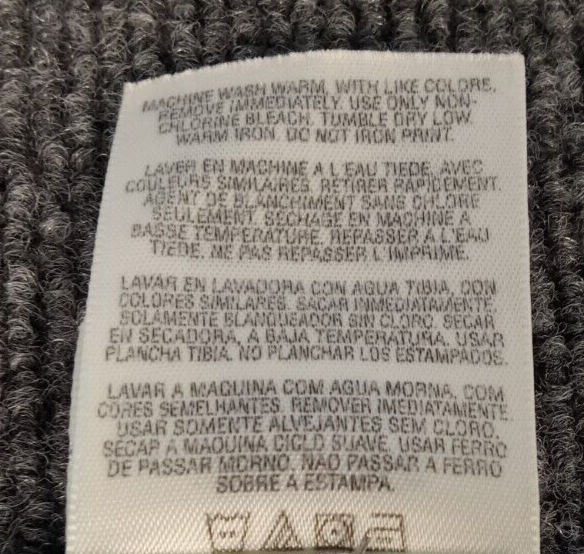 MACHINE WASH WARM, WITH LIKE COLORS.
REMOVE IMMEDIATELY. USE ONLY NON-
CHLORINE BLEACH. TUMBLE DRY LOW.
WARM IRON. DO NOT IRON PRINT.
LAVER EN MACHINE A L'EAU TIEDE, AVEC
COULEURS SIMILAIRES. RETIRER RAPIDEMENT.
AGENT DE BLANCHIMENT SANS CHLORE
SEULEMENT. SECHAGE EN MACHINE A
BASSE TEMPERATURE. REPASSER A L'EAU
TIEDE. NE PAS REPASSER L'IMPRIME.
LAVAR EN LAVADORA CON AGUA TIBIA, CON
COLORES SIMILARES. SACAR INMEDIATAMENTE.
SOLAMENTE BLANQUEADOR SIN CLORO. SECAR
EN SECADORA, A BAJA TEMPERATURA. USAR
PLANCHA TIBIA. NO PLANCHAR LOS ESTAMPADOS.
LAVAR A MAQUINA COM AGUA MORNA, COM
CORES SEMELHANTES. REMOVER IMEDIATAMENTE.
USAR SOMENTE ALVEJANTES SEM CLORO.
SECAR A MAQUINA CICLO SUAVE. USAR FERRO
DE PASSAR MORNO. NAO PASSAR A FERRO
SOBRE A ESTAMPA.